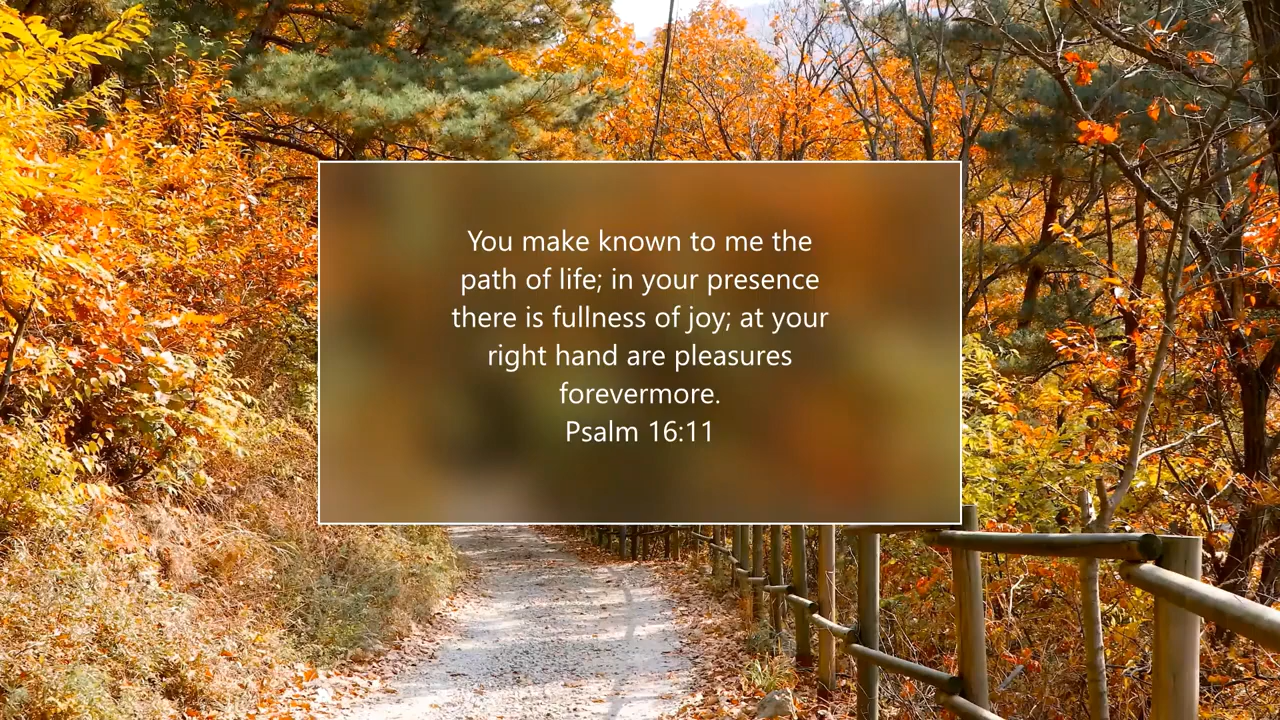 You make known to me the
path of life; in your presence
there is fullness of joy; at your
right hand are pleasures
forevermore.
Psalm 16:11